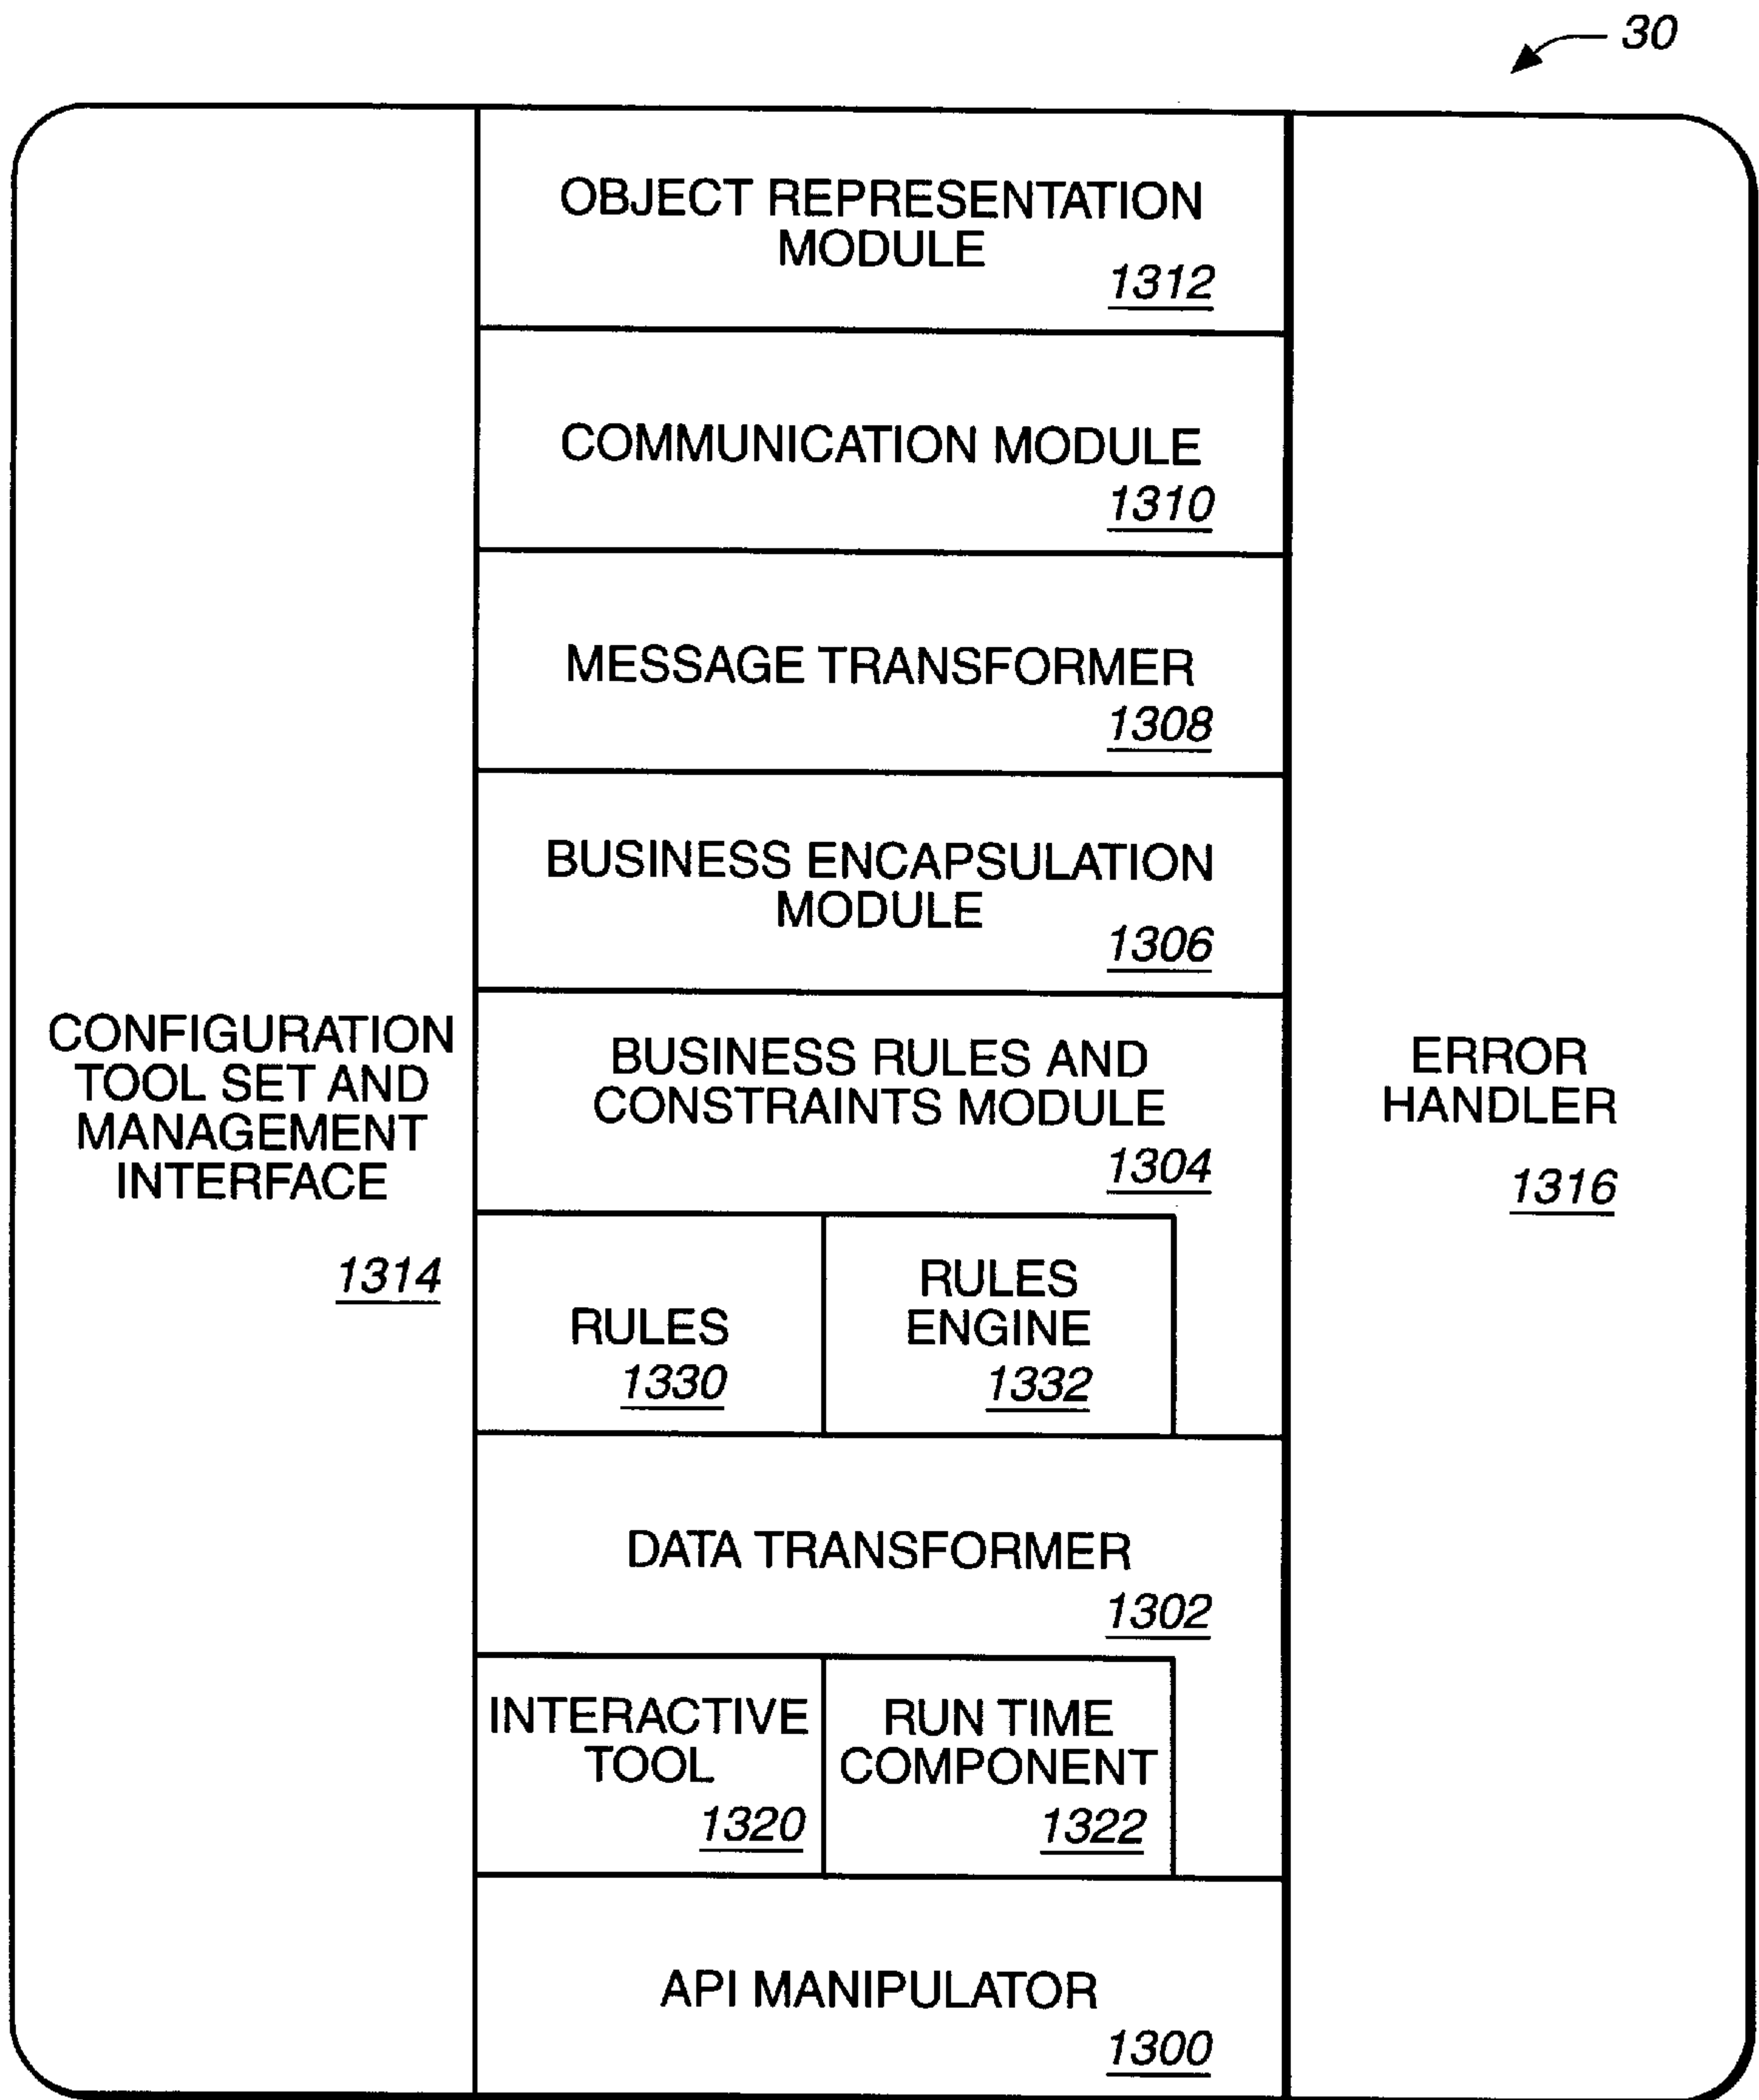 30
OBJECT REPRESENTATION
MODULE
1312
COMMUNICATION MODULE
1310
MESSAGE TRANSFORMER
1308
BUSINESS ENCAPSULATION
MODULE
1306
CONFIGURATION
TOOL SET AND
MANAGEMENT
INTERFACE
1314
BUSINESS RULES AND
CONSTRAINTS MODULE
1304
ERROR
HANDLER
1316
RULES
1330
RULES
ENGINE
1332
DATA TRANSFORMER
1302
INTERACTIVE
TOOL
1320
RUN TIME
COMPONENT
1322
API MANIPULATOR
1300